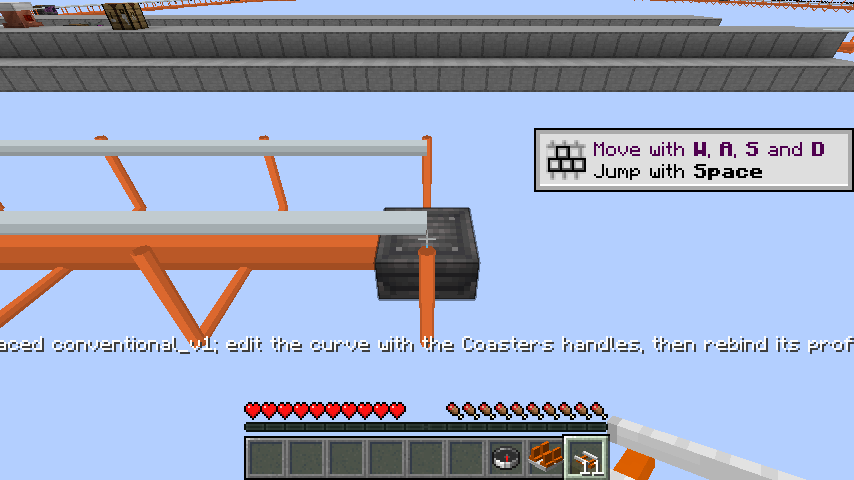 Move with W, A, S and D
Jump with Space
aced conventional_v1; edit the curve with the Coasters handles, then rebind its prof
11